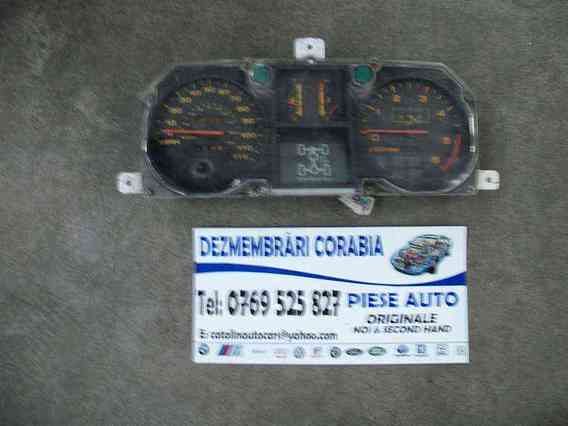 DEZMEMBRĂRI CORABIA
Tel: 0769 525 827 PIESE AUTO
ORIGINALE
NOI & SECOND HAND
E: catalinautocari@yahoo.com